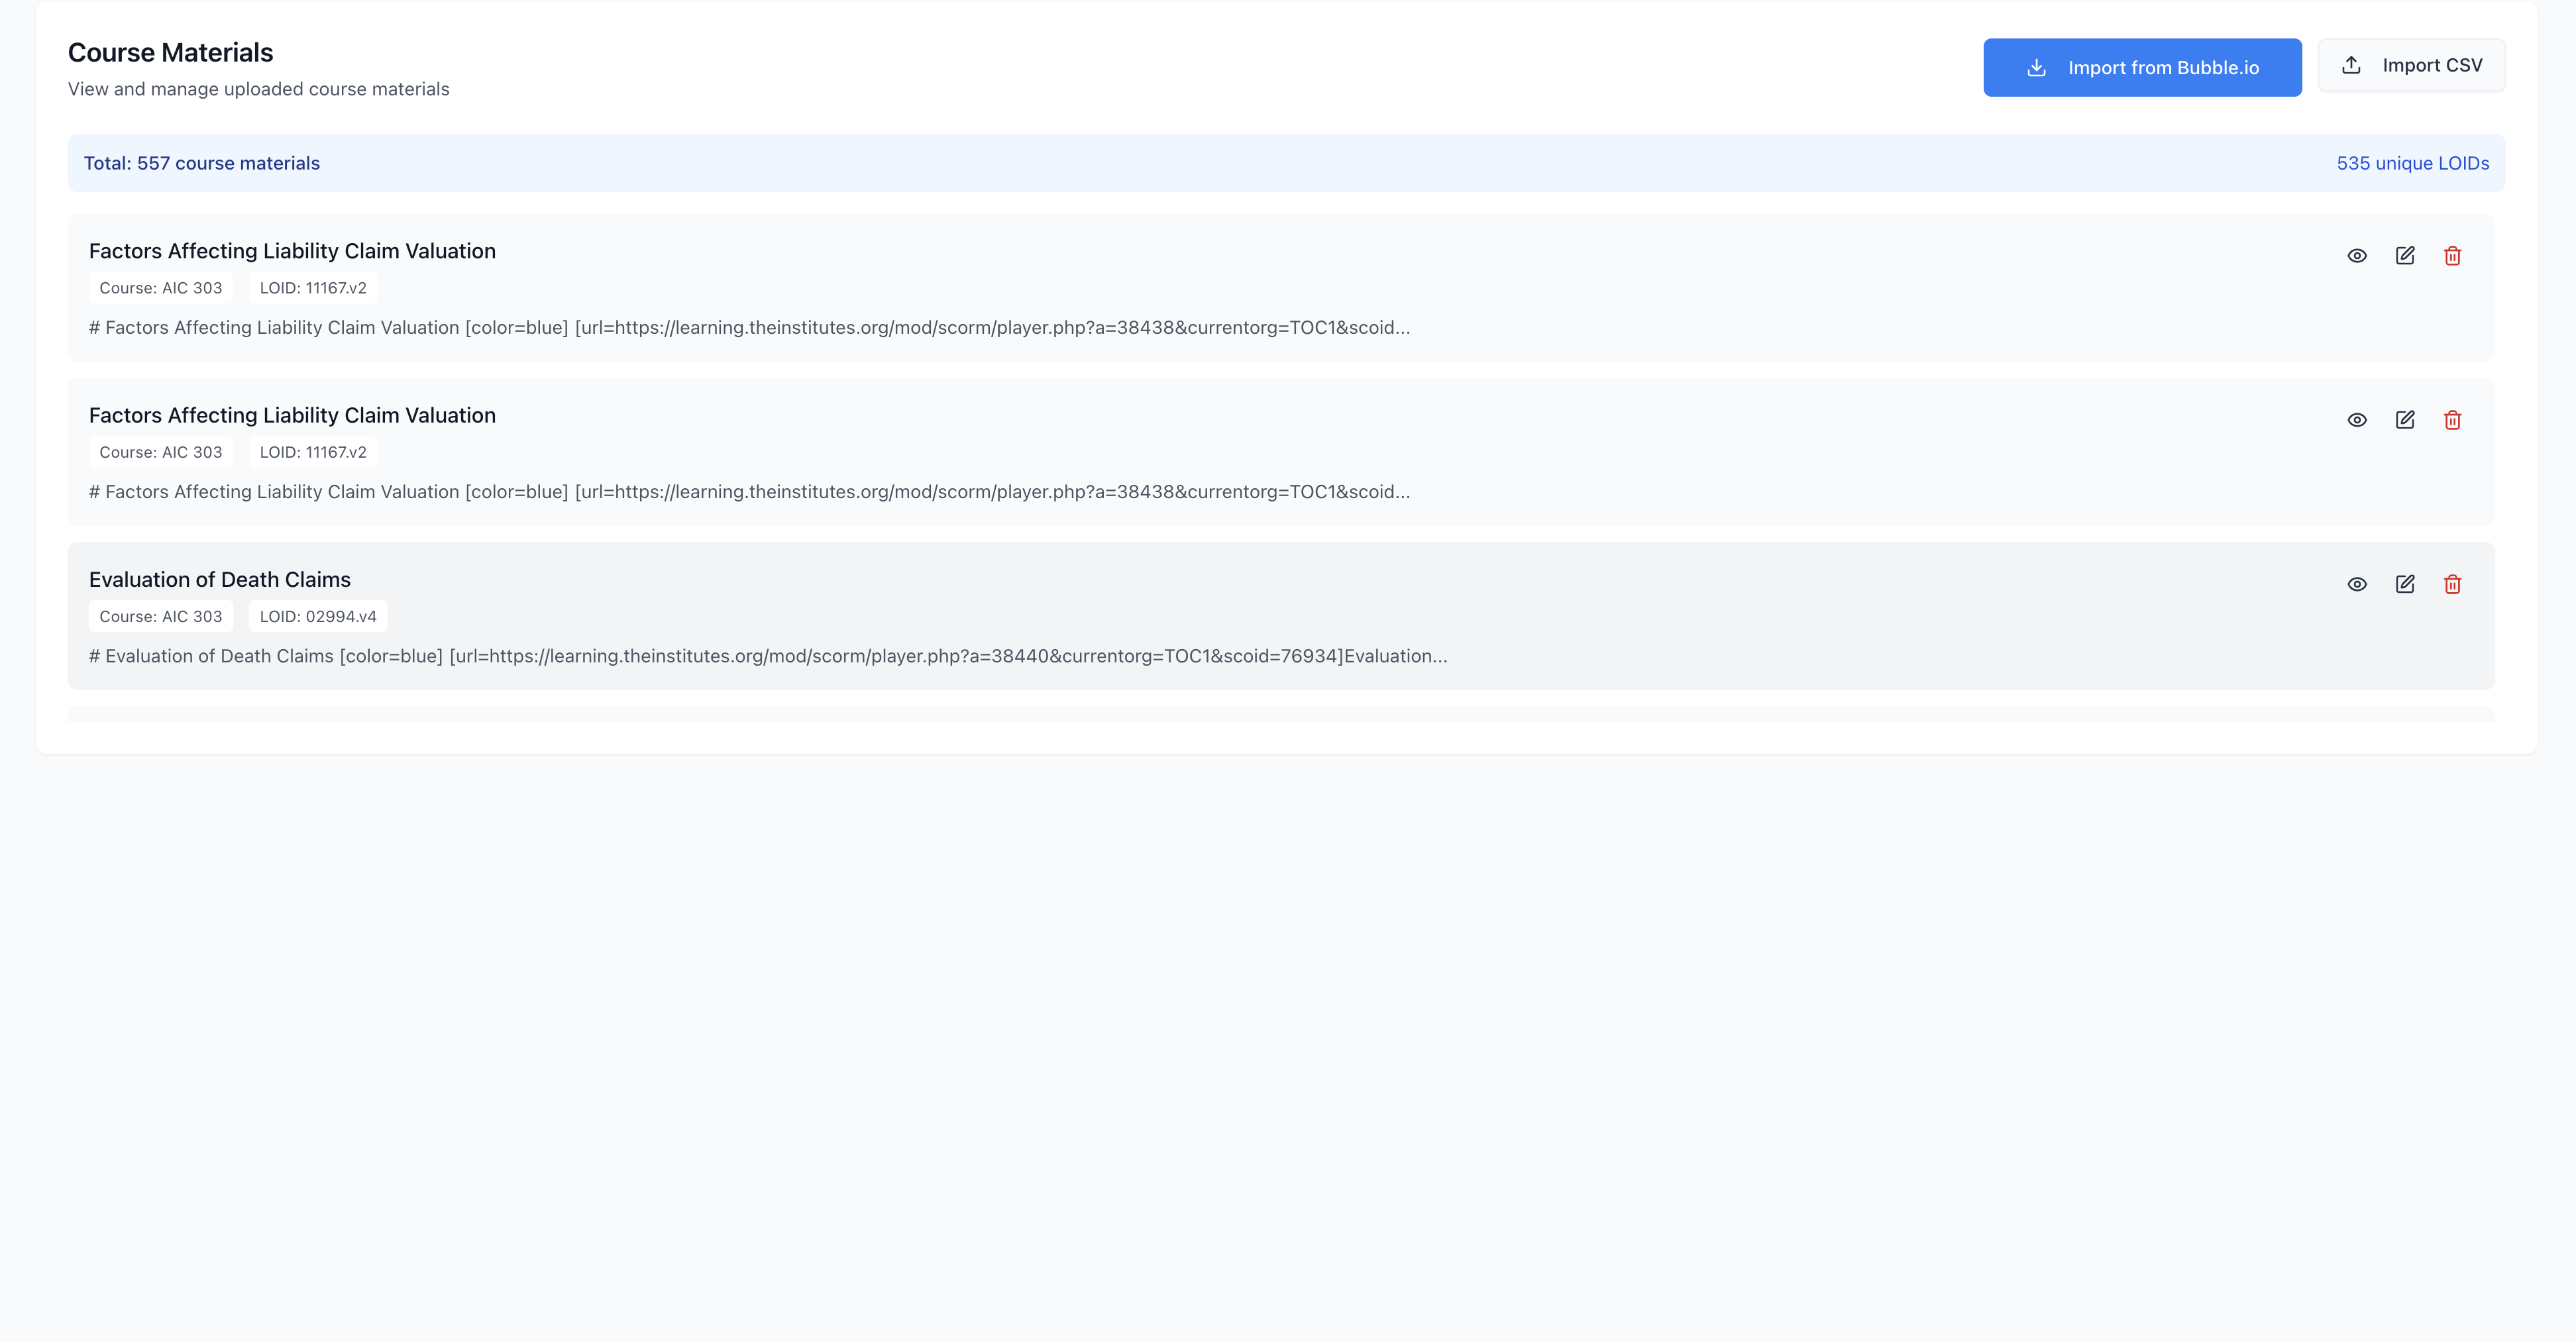 Course Materials
View and manage uploaded course materials
Import from Bubble.io
Import CSV
Total: 557 course materials
535 unique LOIDs
Factors Affecting Liability Claim Valuation
Course: AIC 303
LOID: 11167.v2
# Factors Affecting Liability Claim Valuation [color=blue] [url=https://learning.theinstitutes.org/mod/scorm/player.php?a=38438&currentorg=TOC1&scoid...
Factors Affecting Liability Claim Valuation
Course: AIC 303
LOID: 11167.v2
# Factors Affecting Liability Claim Valuation [color=blue] [url=https://learning.theinstitutes.org/mod/scorm/player.php?a=38438&currentorg=TOC1&scoid...
Evaluation of Death Claims
Course: AIC 303
LOID: 02994.v4
# Evaluation of Death Claims [color=blue] [url=https://learning.theinstitutes.org/mod/scorm/player.php?a=38440&currentorg=TOC1&scoid=76934]Evaluation...